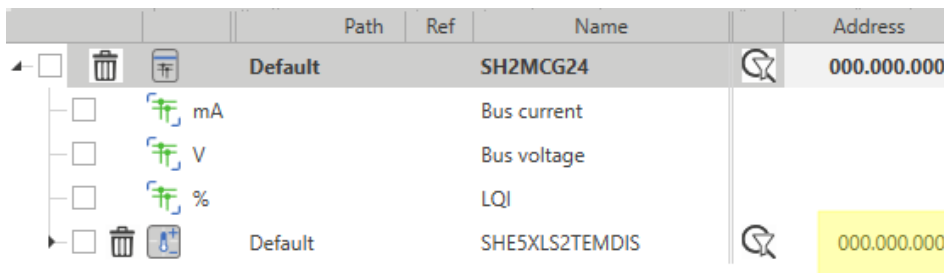 Path Ref Name Address
Default SH2MCG24 000.000.000
mA Bus current
V Bus voltage
% LQI
Default SHE5XLS2TEMDIS 000.000.000